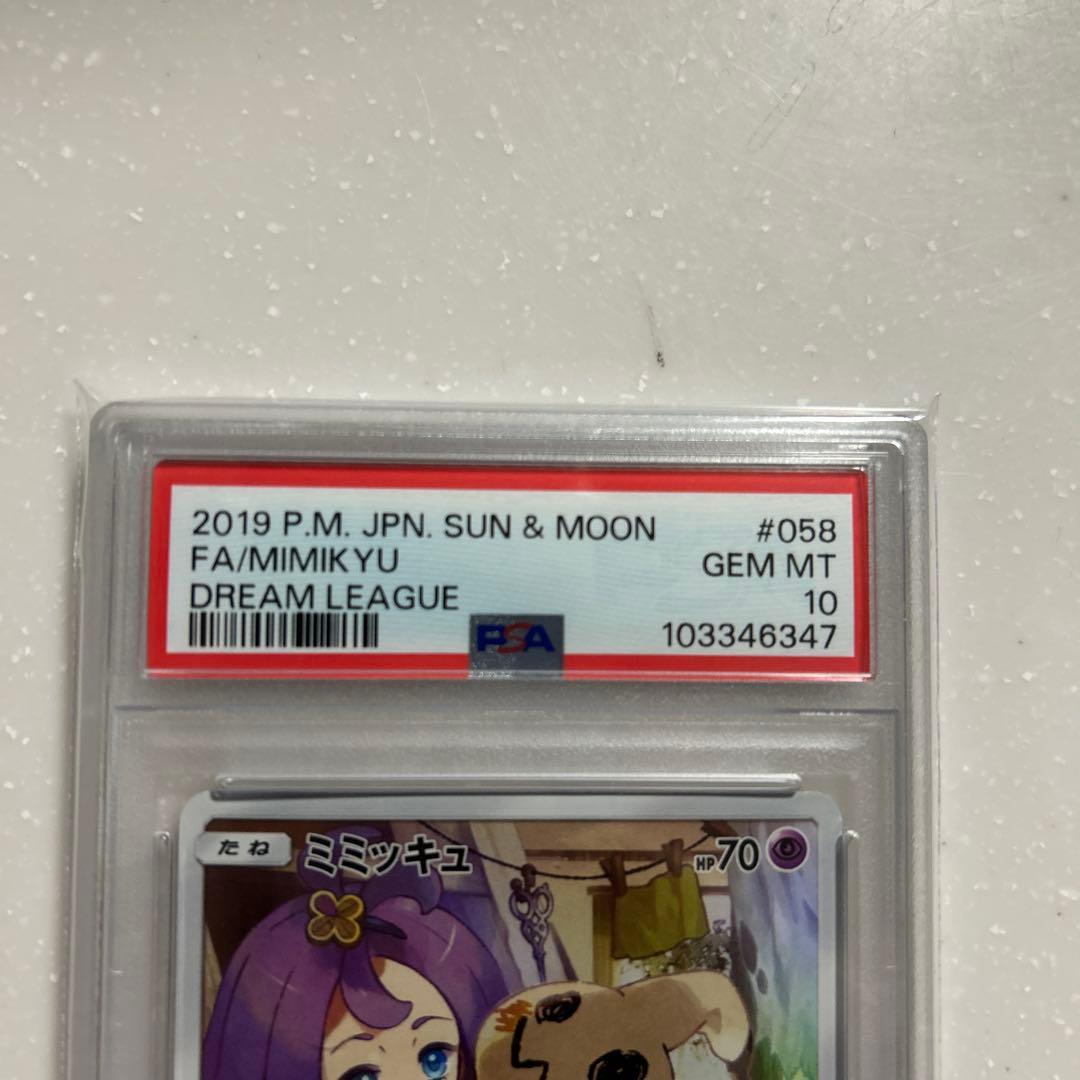 2019 P.M. JPN. SUN & MOON #058
FA/MIMIKYU GEM MT
DREAM LEAGUE 10
PSA 103346347
たね ミミッキュ HP70